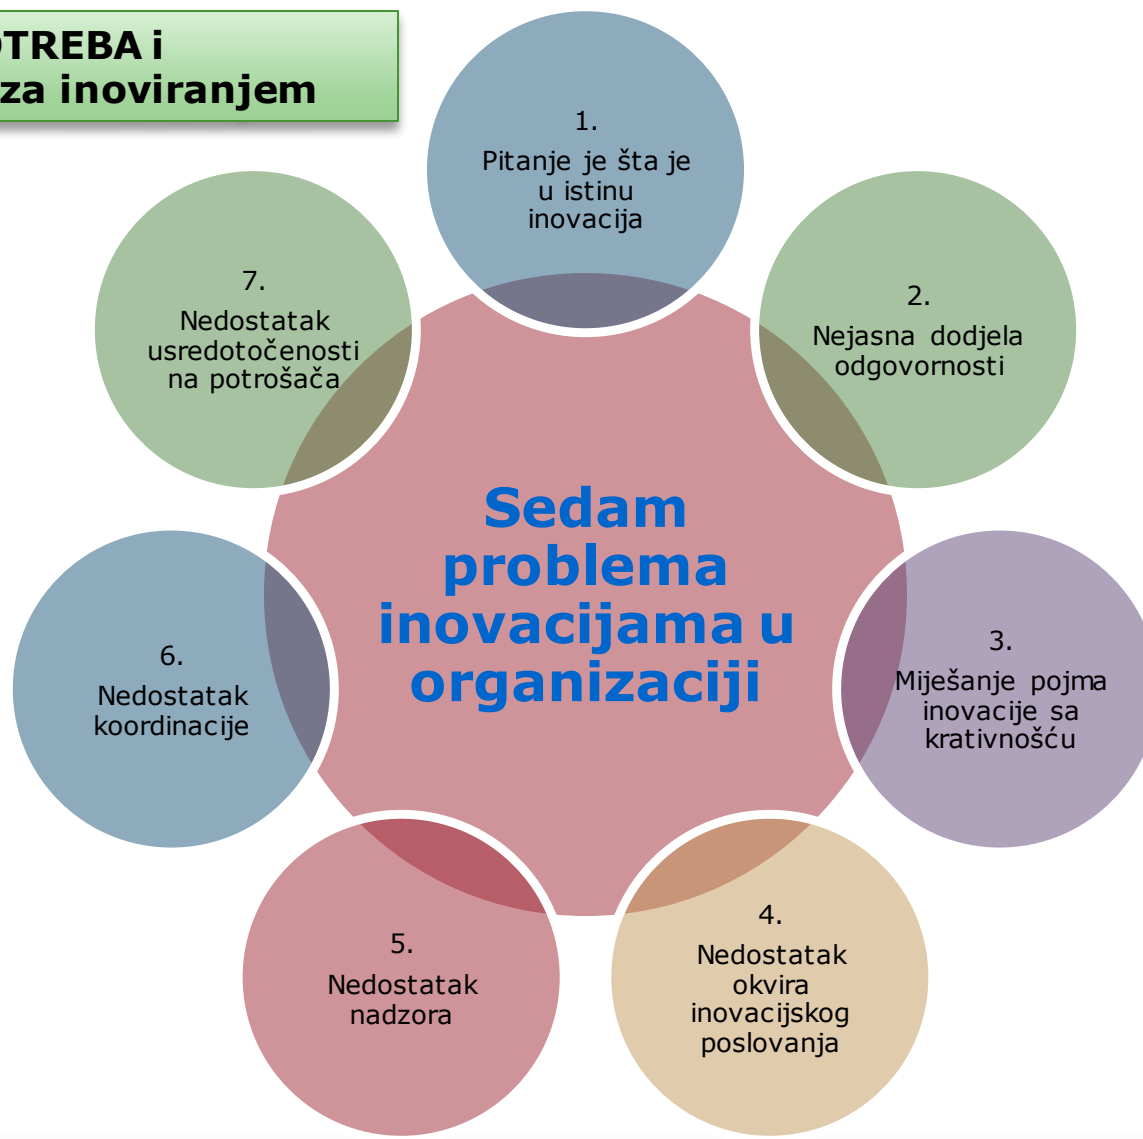 OTREBA i
za inoviranjem
1.
Pitanje je šta je
u istinu
inovacija
2.
Nejasna dodjela
odgovornosti
3.
Miješanje pojma
inovacije sa
krativnošću
4.
Nedostatak
okvira
inovacijskog
poslovanja
5.
Nedostatak
nadzora
6.
Nedostatak
koordinacije
7.
Nedostatak
usredotočenosti
na potrošača
Sedam
problema
inovacijama u
organizaciji